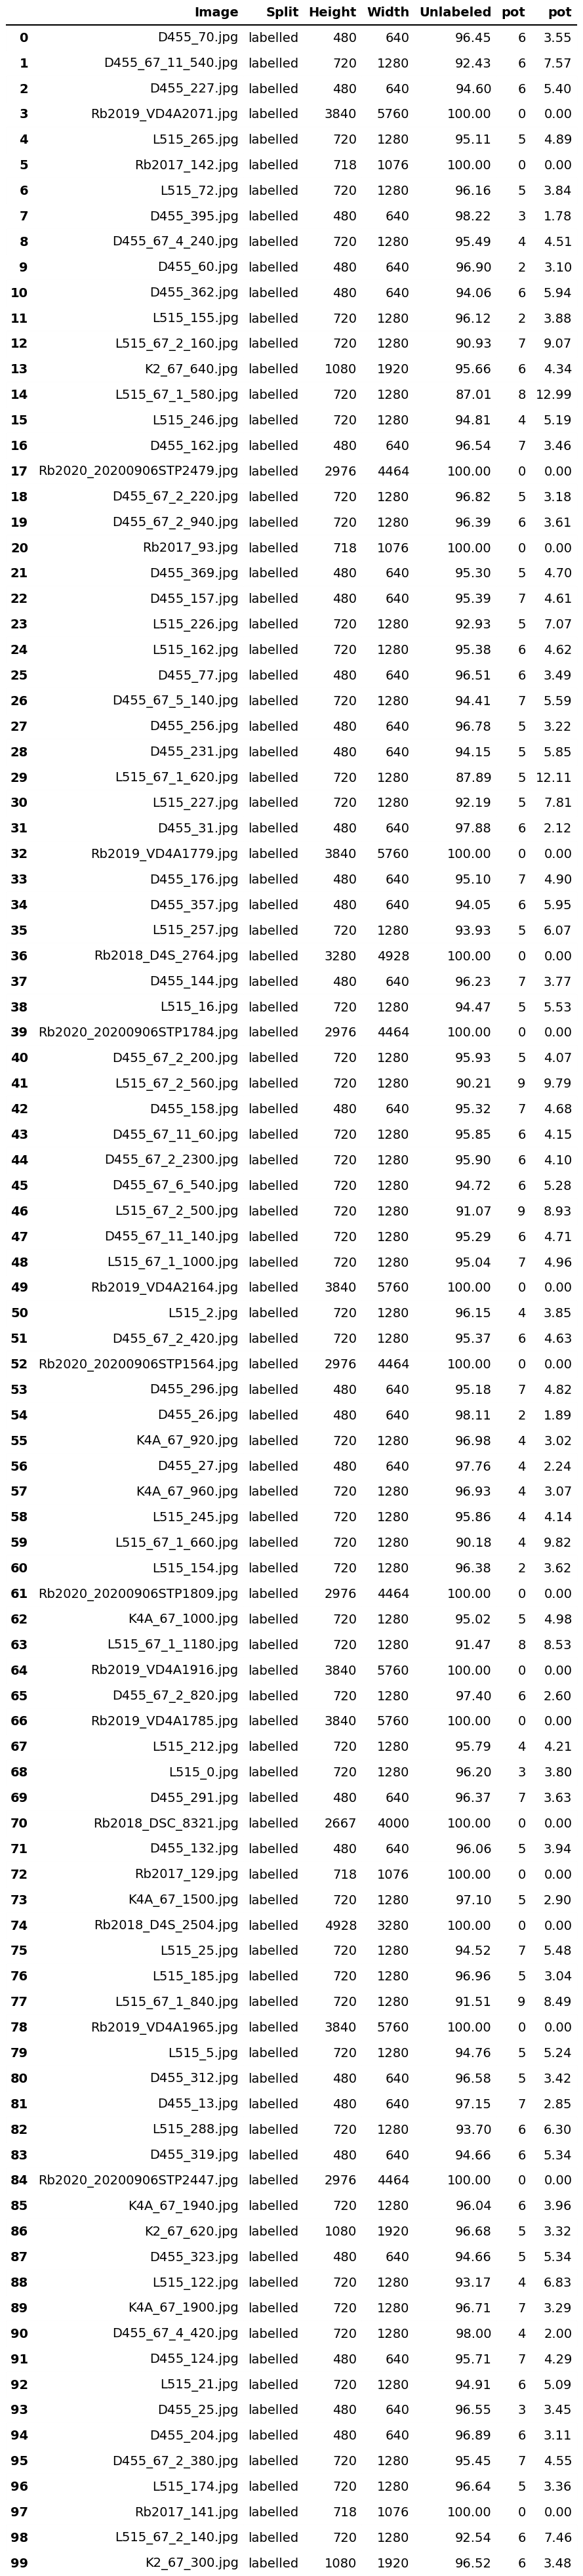 Image Split Height Width Unlabeled pot pot
0 D455_70.jpg labelled 480 640 96.45 6 3.55
1 D455_67_11_540.jpg labelled 720 1280 92.43 6 7.57
2 D455_227.jpg labelled 480 640 94.60 6 5.40
3 Rb2019_VD4A2071.jpg labelled 3840 5760 100.00 0 0.00
4 L515_265.jpg labelled 720 1280 95.11 5 4.89
5 Rb2017_142.jpg labelled 718 1076 100.00 0 0.00
6 L515_72.jpg labelled 720 1280 96.16 5 3.84
7 D455_395.jpg labelled 480 640 98.22 3 1.78
8 D455_67_4_240.jpg labelled 720 1280 95.49 4 4.51
9 D455_60.jpg labelled 480 640 96.90 2 3.10
10 D455_362.jpg labelled 480 640 94.06 6 5.94
11 L515_155.jpg labelled 720 1280 96.12 2 3.88
12 L515_67_2_160.jpg labelled 720 1280 90.93 7 9.07
13 K2_67_640.jpg labelled 1080 1920 95.66 6 4.34
14 L515_67_1_580.jpg labelled 720 1280 87.01 8 12.99
15 L515_246.jpg labelled 720 1280 94.81 4 5.19
16 D455_162.jpg labelled 480 640 96.54 7 3.46
17 Rb2020_20200906STP2479.jpg labelled 2976 4464 100.00 0 0.00
18 D455_67_2_220.jpg labelled 720 1280 96.82 5 3.18
19 D455_67_2_940.jpg labelled 720 1280 96.39 6 3.61
20 Rb2017_93.jpg labelled 718 1076 100.00 0 0.00
21 D455_369.jpg labelled 480 640 95.30 5 4.70
22 D455_157.jpg labelled 480 640 95.39 7 4.61
23 L515_226.jpg labelled 720 1280 92.93 5 7.07
24 L515_162.jpg labelled 720 1280 95.38 6 4.62
25 D455_77.jpg labelled 480 640 96.51 6 3.49
26 D455_67_5_140.jpg labelled 720 1280 94.41 7 5.59
27 D455_256.jpg labelled 480 640 96.78 5 3.22
28 D455_231.jpg labelled 480 640 94.15 5 5.85
29 L515_67_1_620.jpg labelled 720 1280 87.89 5 12.11
30 L515_227.jpg labelled 720 1280 92.19 5 7.81
31 D455_31.jpg labelled 480 640 97.88 6 2.12
32 Rb2019_VD4A1779.jpg labelled 3840 5760 100.00 0 0.00
33 D455_176.jpg labelled 480 640 95.10 7 4.90
34 D455_357.jpg labelled 480 640 94.05 6 5.95
35 L515_257.jpg labelled 720 1280 93.93 5 6.07
36 Rb2018_D4S_2764.jpg labelled 3280 4928 100.00 0 0.00
37 D455_144.jpg labelled 480 640 96.23 7 3.77
38 L515_16.jpg labelled 720 1280 94.47 5 5.53
39 Rb2020_20200906STP1784.jpg labelled 2976 4464 100.00 0 0.00
40 D455_67_2_200.jpg labelled 720 1280 95.93 5 4.07
41 L515_67_2_560.jpg labelled 720 1280 90.21 9 9.79
42 D455_158.jpg labelled 480 640 95.32 7 4.68
43 D455_67_11_60.jpg labelled 720 1280 95.85 6 4.15
44 D455_67_2_2300.jpg labelled 720 1280 95.90 6 4.10
45 D455_67_6_540.jpg labelled 720 1280 94.72 6 5.28
46 L515_67_2_500.jpg labelled 720 1280 91.07 9 8.93
47 D455_67_11_140.jpg labelled 720 1280 95.29 6 4.71
48 L515_67_1_1000.jpg labelled 720 1280 95.04 7 4.96
49 Rb2019_VD4A2164.jpg labelled 3840 5760 100.00 0 0.00
50 L515_2.jpg labelled 720 1280 96.15 4 3.85
51 D455_67_2_420.jpg labelled 720 1280 95.37 6 4.63
52 Rb2020_20200906STP1564.jpg labelled 2976 4464 100.00 0 0.00
53 D455_296.jpg labelled 480 640 95.18 7 4.82
54 D455_26.jpg labelled 480 640 98.11 2 1.89
55 K4A_67_920.jpg labelled 720 1280 96.98 4 3.02
56 D455_27.jpg labelled 480 640 97.76 4 2.24
57 K4A_67_960.jpg labelled 720 1280 96.93 4 3.07
58 L515_245.jpg labelled 720 1280 95.86 4 4.14
59 L515_67_1_660.jpg labelled 720 1280 90.18 4 9.82
60 L515_154.jpg labelled 720 1280 96.38 2 3.62
61 Rb2020_20200906STP1809.jpg labelled 2976 4464 100.00 0 0.00
62 K4A_67_1000.jpg labelled 720 1280 95.02 5 4.98
63 L515_67_1_1180.jpg labelled 720 1280 91.47 8 8.53
64 Rb2019_VD4A1916.jpg labelled 3840 5760 100.00 0 0.00
65 D455_67_2_820.jpg labelled 720 1280 97.40 6 2.60
66 Rb2019_VD4A1785.jpg labelled 3840 5760 100.00 0 0.00
67 L515_212.jpg labelled 720 1280 95.79 4 4.21
68 L515_0.jpg labelled 720 1280 96.20 3 3.80
69 D455_291.jpg labelled 480 640 96.37 7 3.63
70 Rb2018_DSC_8321.jpg labelled 2667 4000 100.00 0 0.00
71 D455_132.jpg labelled 480 640 96.06 5 3.94
72 Rb2017_129.jpg labelled 718 1076 100.00 0 0.00
73 K4A_67_1500.jpg labelled 720 1280 97.10 5 2.90
74 Rb2018_D4S_2504.jpg labelled 4928 3280 100.00 0 0.00
75 L515_25.jpg labelled 720 1280 94.52 7 5.48
76 L515_185.jpg labelled 720 1280 96.96 5 3.04
77 L515_67_1_840.jpg labelled 720 1280 91.51 9 8.49
78 Rb2019_VD4A1965.jpg labelled 3840 5760 100.00 0 0.00
79 L515_5.jpg labelled 720 1280 94.76 5 5.24
80 D455_312.jpg labelled 480 640 96.58 5 3.42
81 D455_13.jpg labelled 480 640 97.15 7 2.85
82 L515_288.jpg labelled 720 1280 93.70 6 6.30
83 D455_319.jpg labelled 480 640 94.66 5 5.34
84 Rb2020_20200906STP2447.jpg labelled 2976 4464 100.00 0 0.00
85 K4A_67_1940.jpg labelled 720 1280 96.04 6 3.96
86 K2_67_620.jpg labelled 1080 1920 96.68 5 3.32
87 D455_323.jpg labelled 480 640 94.66 5 5.34
88 L515_122.jpg labelled 720 1280 93.17 4 6.83
89 K4A_67_1900.jpg labelled 720 1280 96.71 7 3.29
90 D455_67_4_420.jpg labelled 720 1280 98.00 4 2.00
91 D455_124.jpg labelled 480 640 95.71 7 4.29
92 L515_21.jpg labelled 720 1280 94.91 6 5.09
93 D455_25.jpg labelled 480 640 96.55 3 3.45
94 D455_204.jpg labelled 480 640 96.89 6 3.11
95 D455_67_2_380.jpg labelled 720 1280 95.45 7 4.55
96 L515_174.jpg labelled 720 1280 96.64 5 3.36
97 Rb2017_141.jpg labelled 718 1076 100.00 0 0.00
98 L515_67_2_140.jpg labelled 720 1280 92.54 6 7.46
99 K2_67_300.jpg labelled 1080 1920 96.52 6 3.48